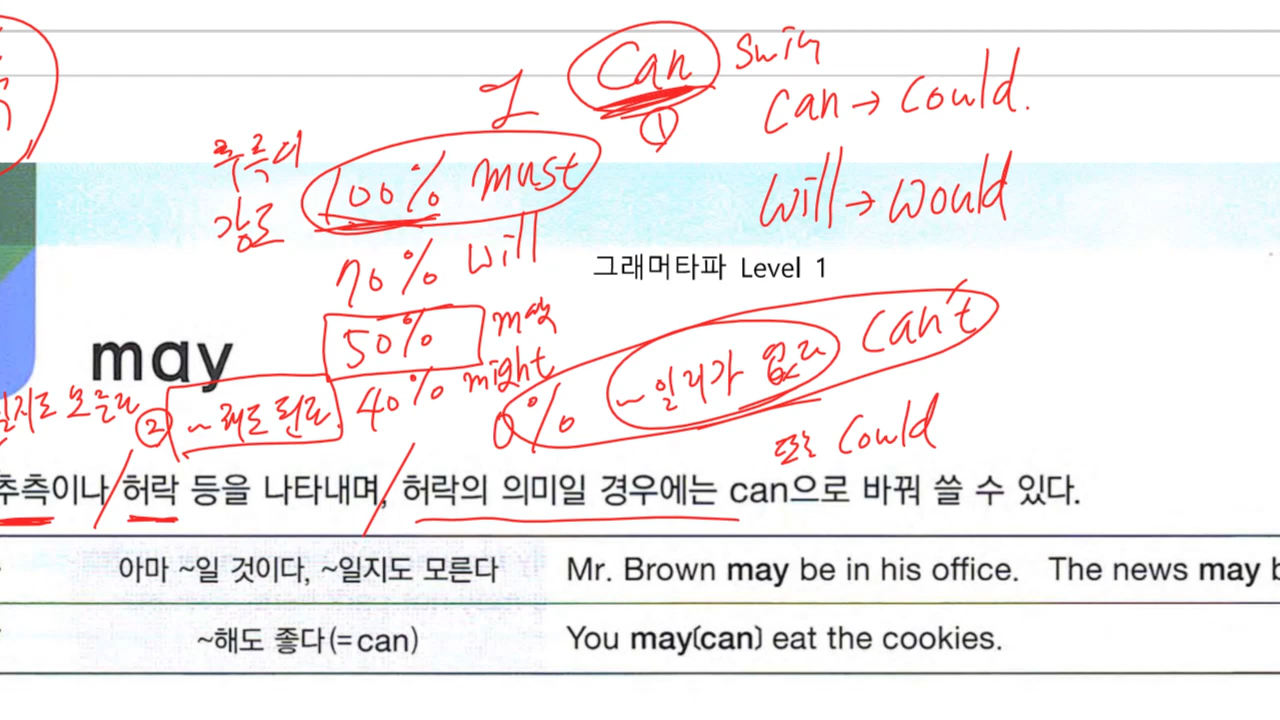 I can swim
①
can → could.
100% must
will → would
70% will
그래머타파 Level 1
50% may
may
40% might
0% ~일리가 없다 can't
또는 could
일지도 모른다 ② ~해도 된다.
추측이나 허락 등을 나타내며, 허락의 의미일 경우에는 can으로 바꿔 쓸 수 있다.
아마 ~일 것이다, ~일지도 모른다 Mr. Brown may be in his office. The news may b
~해도 좋다(=can) You may(can) eat the cookies.